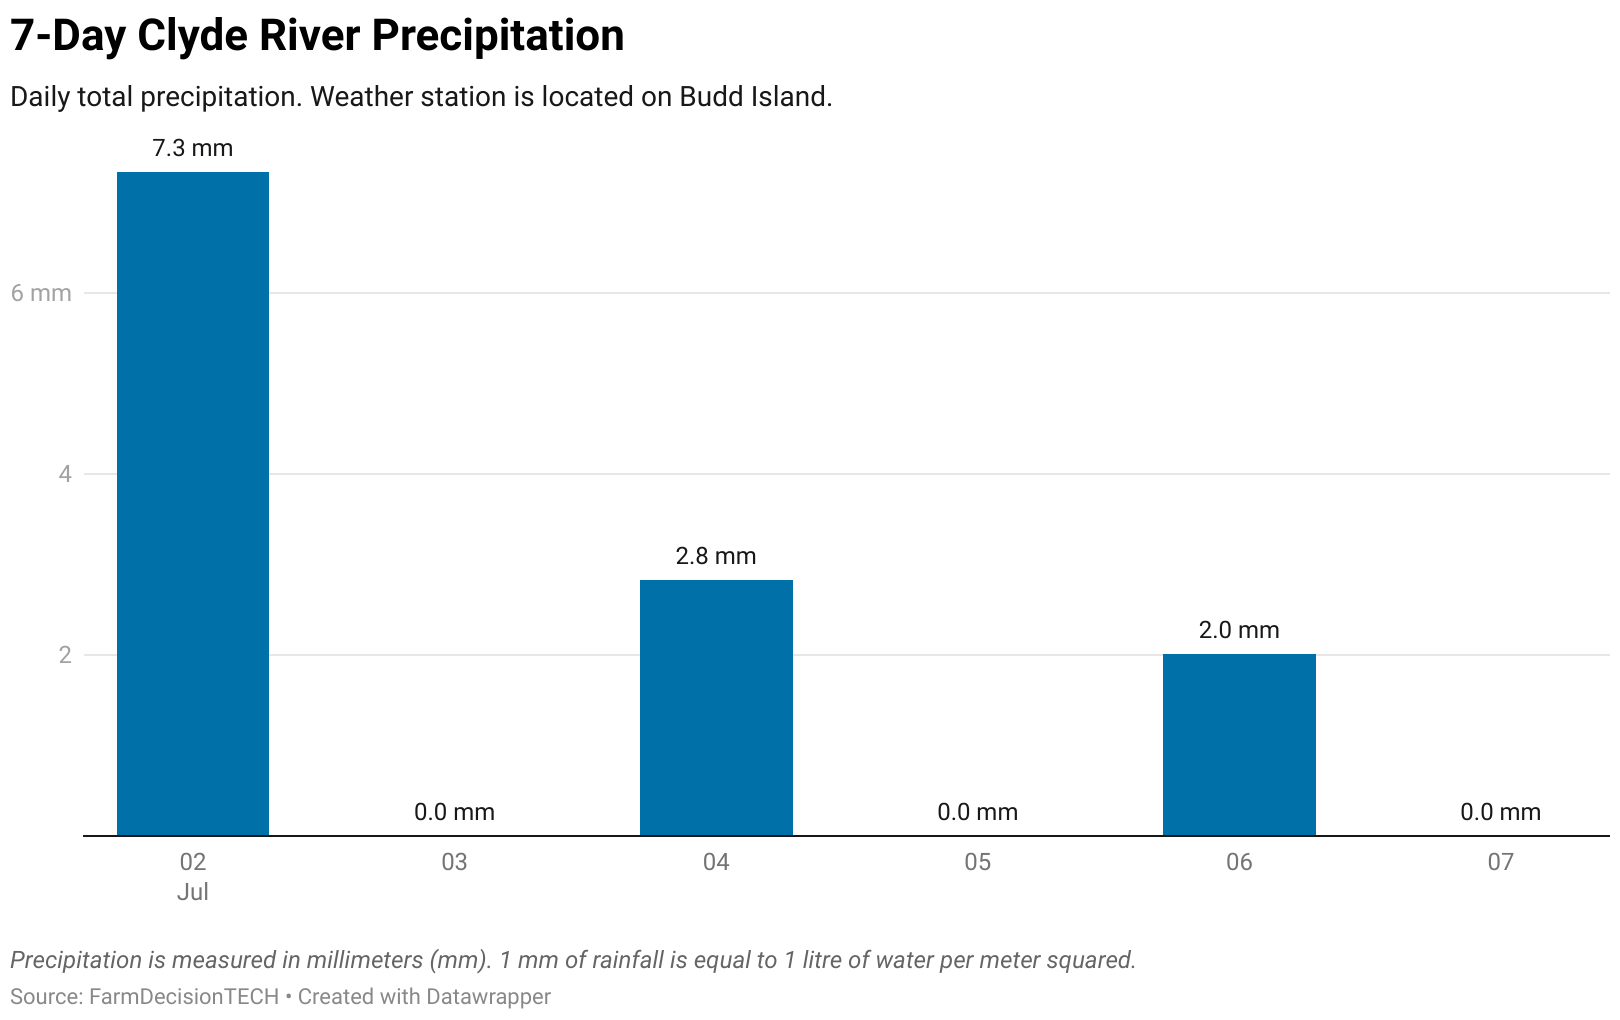 7-Day Clyde River Precipitation
Daily total precipitation. Weather station is located on Budd Island.
7.3 mm
6 mm
4
2.8 mm
2.0 mm
2
0.0 mm 0.0 mm 0.0 mm
02 03 04 05 06 07
Jul
Precipitation is measured in millimeters (mm). 1 mm of rainfall is equal to 1 litre of water per meter squared.
Source: FarmDecisionTECH • Created with Datawrapper